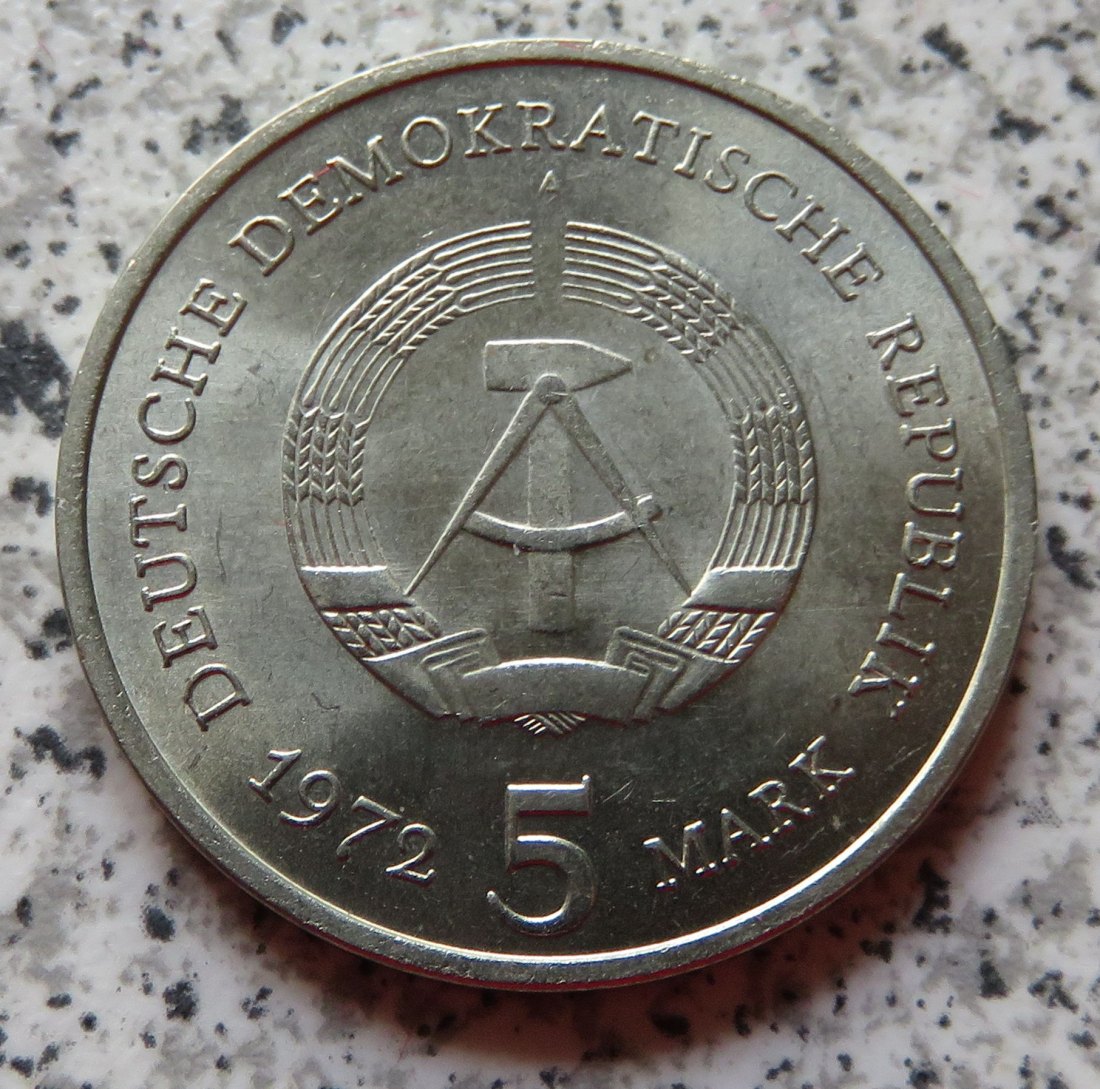 DEUTSCHE DEMOKRATISCHE REPUBLIK
A
1972 5 MARK